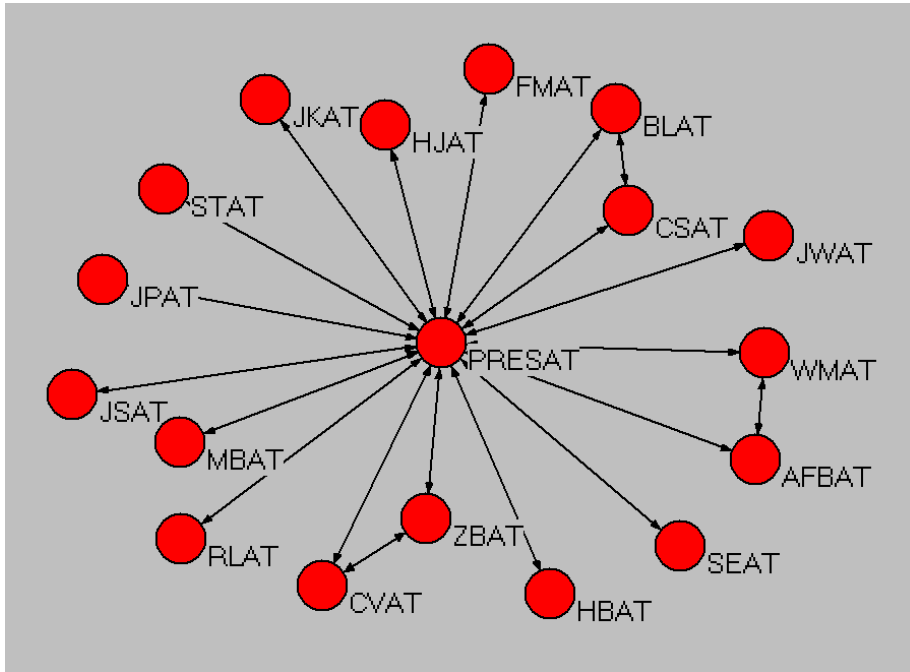 FMAT
JKAT
BLAT
HJAT
STAT
CSAT
JWAT
JPAT
PRESAT
WMAT
JSAT
MBAT
AFBAT
ZBAT
RLAT
SEAT
CVAT
HBAT